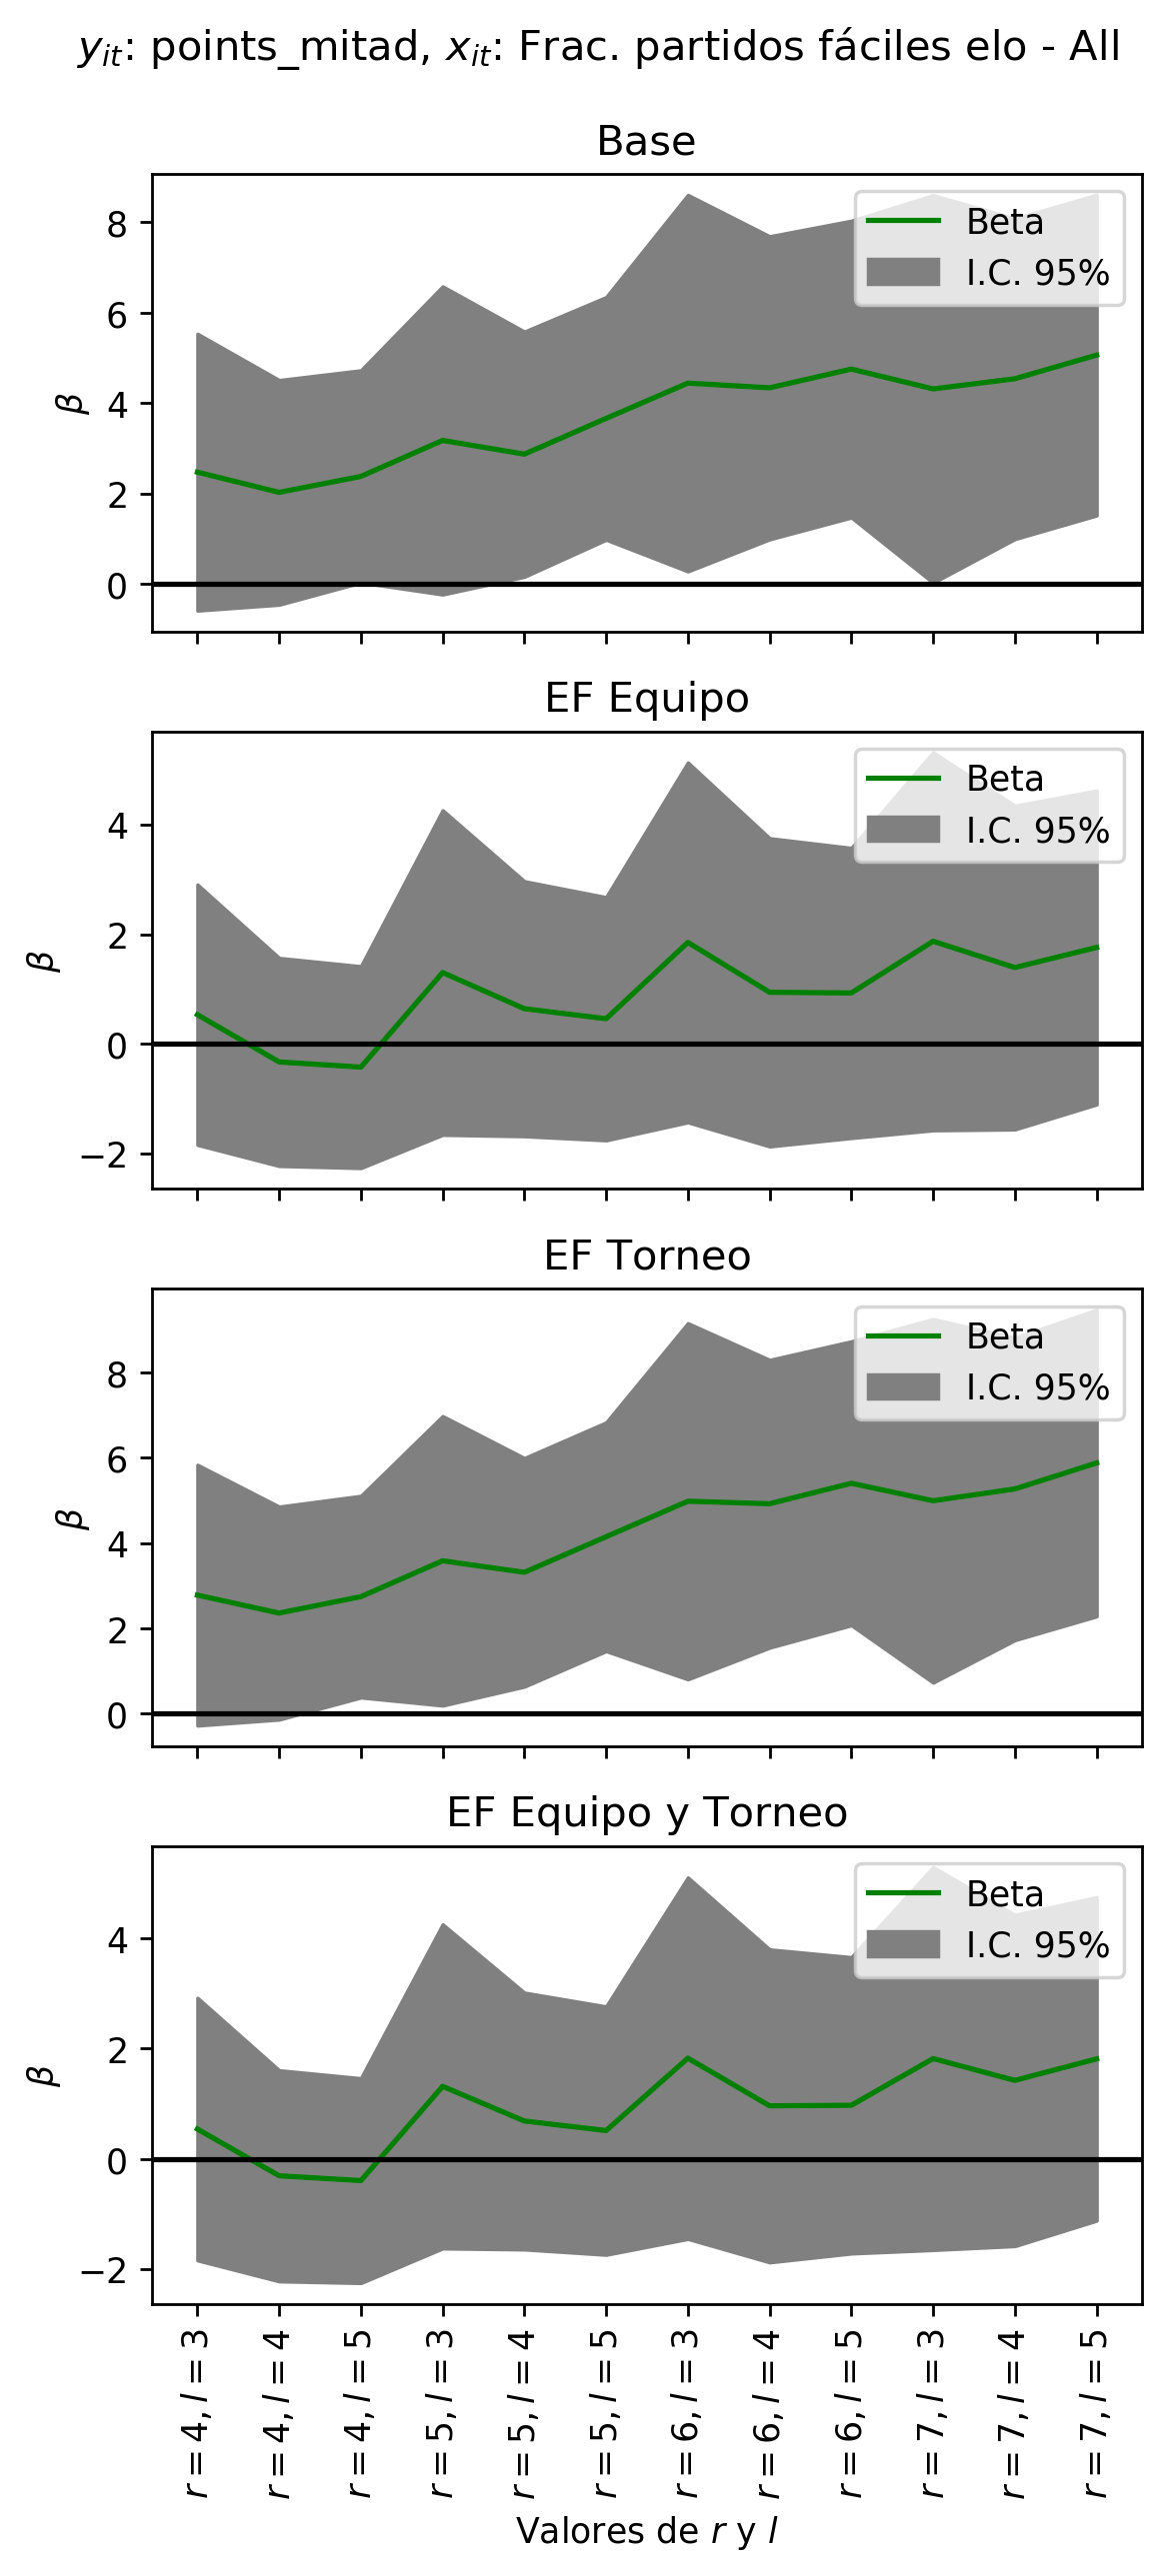 y_it: points_mitad, x_it: Frac. partidos fáciles elo - All
Base
Beta
I.C. 95%
β
8
6
4
2
0
EF Equipo
Beta
I.C. 95%
β
4
2
0
−2
EF Torneo
Beta
I.C. 95%
β
8
6
4
2
0
EF Equipo y Torneo
Beta
I.C. 95%
β
4
2
0
−2
r = 4, l = 3
r = 4, l = 4
r = 4, l = 5
r = 5, l = 3
r = 5, l = 4
r = 5, l = 5
r = 6, l = 3
r = 6, l = 4
r = 6, l = 5
r = 7, l = 3
r = 7, l = 4
r = 7, l = 5
Valores de r y l